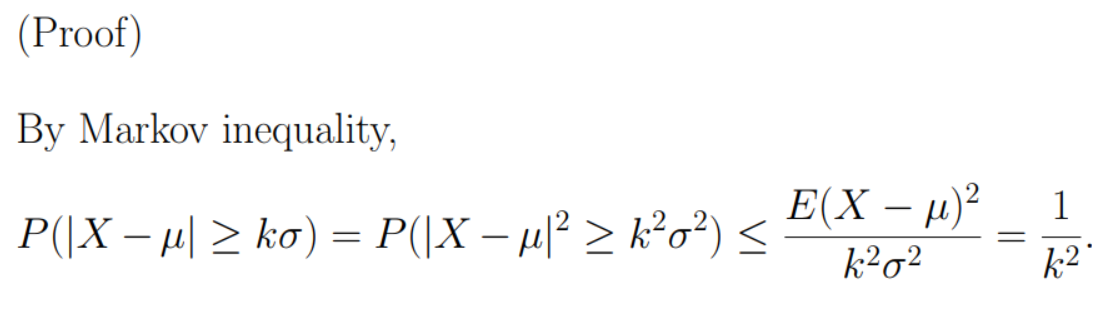 (Proof)
By Markov inequality,
P(|X − μ| ≥ kσ) = P(|X − μ|² ≥ k²σ²) ≤ E(X − μ)² / k²σ² = 1 / k².